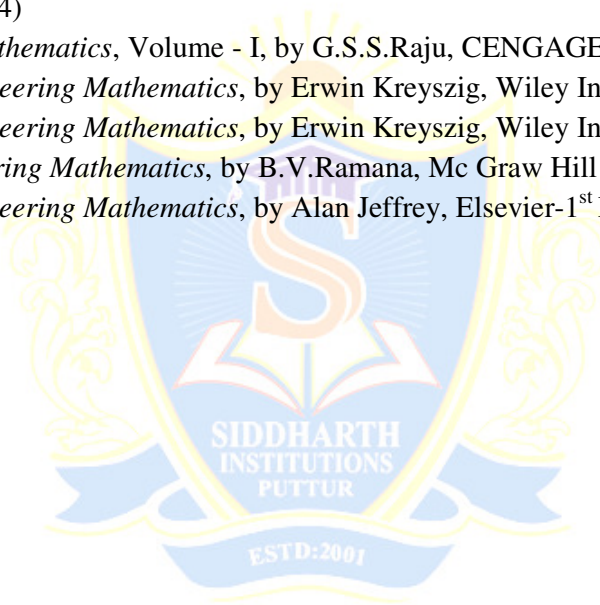 4)
thematics, Volume - I, by G.S.S.Raju, CENGAGE
eering Mathematics, by Erwin Kreyszig, Wiley In
eering Mathematics, by Erwin Kreyszig, Wiley In
ring Mathematics, by B.V.Ramana, Mc Graw Hill
eering Mathematics, by Alan Jeffrey, Elsevier-1st
S
SIDDHARTH
INSTITUTIONS
PUTTUR
ESTD:2001